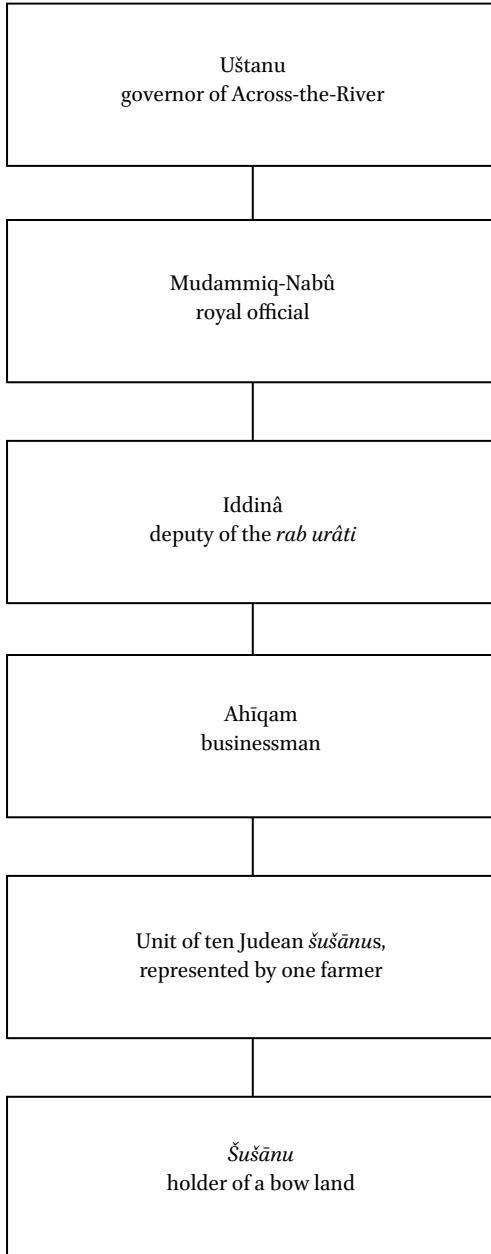 Uštanu
governor of Across-the-River
Mudammiq-Nabû
royal official
Iddinâ
deputy of the rab urâti
Ahīqam
businessman
Unit of ten Judean šušānus,
represented by one farmer
Šušānu
holder of a bow land